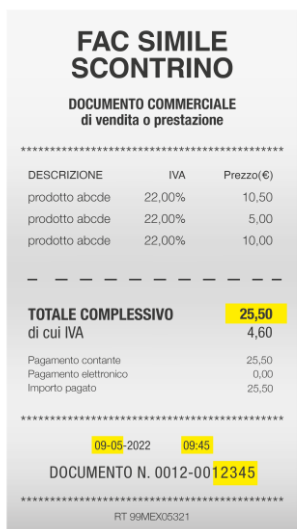 FAC SIMILE
SCONTRINO
DOCUMENTO COMMERCIALE
di vendita o prestazione
********************************************
DESCRIZIONE IVA Prezzo(€)
prodotto abcde 22,00% 10,50
prodotto abcde 22,00% 5,00
prodotto abcde 22,00% 10,00
TOTALE COMPLESSIVO 25,50
di cui IVA 4,60
Pagamento contante 25,50
Pagamento elettronico 0,00
Importo pagato 25,50
********************************************
09-05-2022 09:45
DOCUMENTO N. 0012-0012345
********************************************
RT 99MEX05321